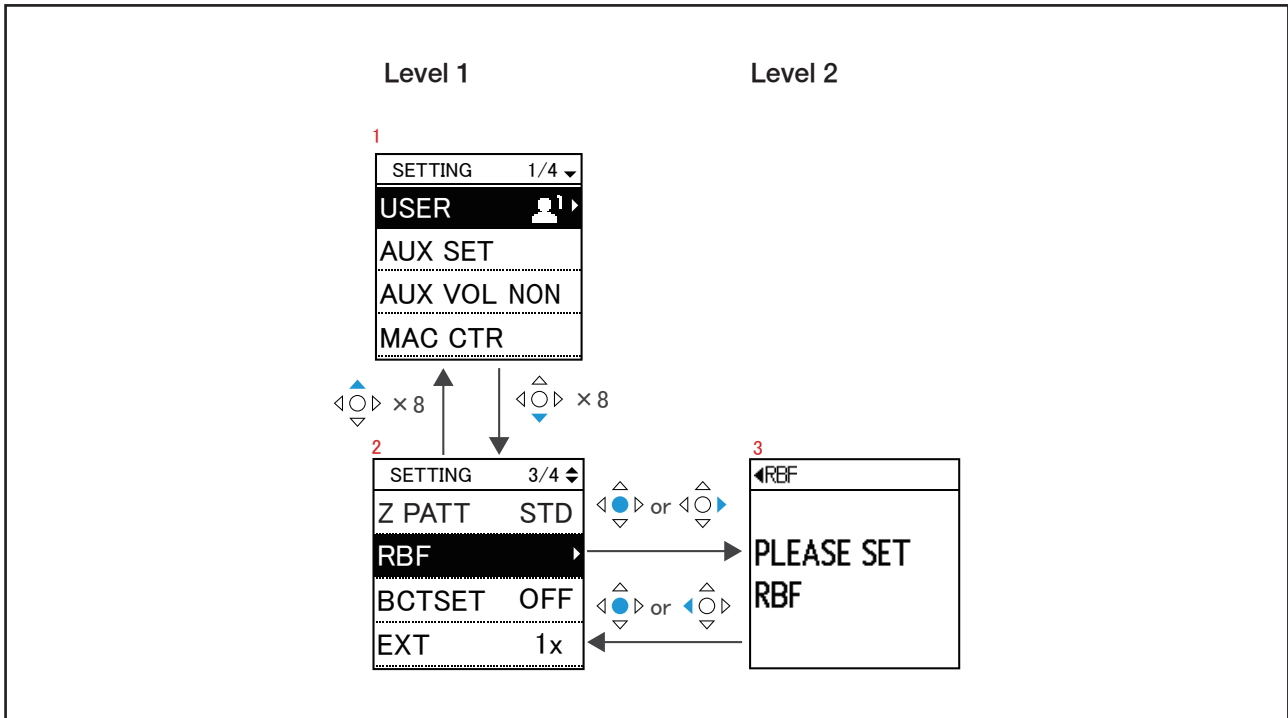 Level 1 Level 2
1
SETTING 1/4
USER 1
AUX SET
AUX VOL NON
MAC CTR
×8 ×8
2
SETTING 3/4
Z PATT STD
RBF
BCTSET OFF
EXT 1x
or
or
3
RBF
PLEASE SET
RBF